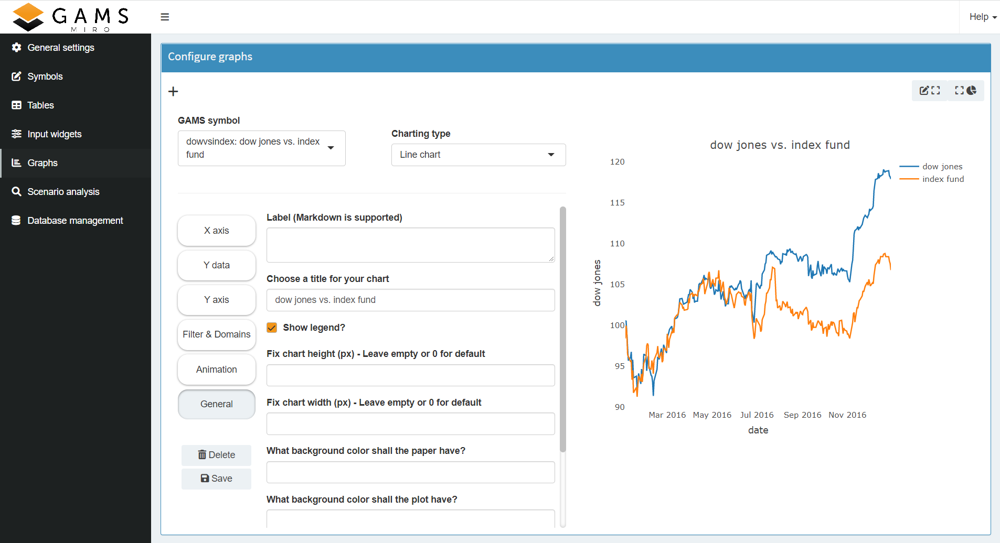 GAMS
MIRO
Help
General settings
Symbols
Tables
Input widgets
Graphs
Scenario analysis
Database management
Configure graphs
GAMS symbol
dowvsindex: dow jones vs. index
fund
Charting type
Line chart
X axis
Y data
Y axis
Filter & Domains
Animation
General
Delete
Save
Label (Markdown is supported)
Choose a title for your chart
dow jones vs. index fund
Show legend?
Fix chart height (px) - Leave empty or 0 for default
Fix chart width (px) - Leave empty or 0 for default
What background color shall the paper have?
What background color shall the plot have?
dow jones vs. index fund
dow jones
index fund
120
115
110
105
100
95
90
dow jones
Mar 2016 May 2016 Jul 2016 Sep 2016 Nov 2016
date